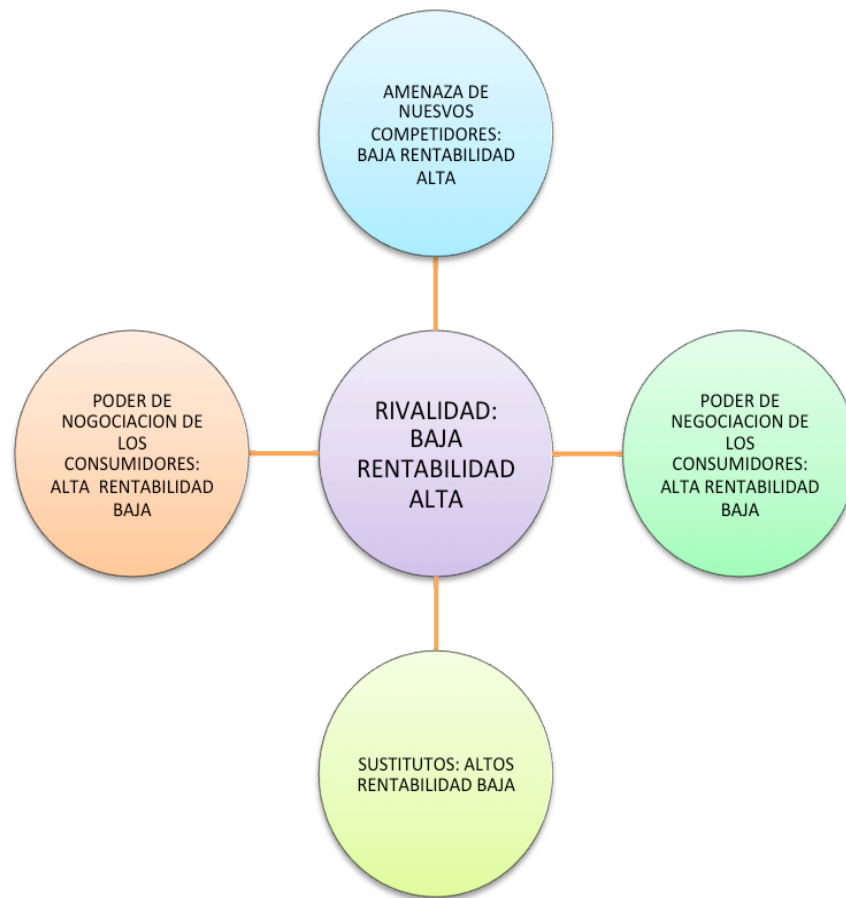 AMENAZA DE
NUESVOS
COMPETIDORES:
BAJA RENTABILIDAD
ALTA
PODER DE
NOGOCIACION DE
LOS
CONSUMIDORES:
ALTA RENTABILIDAD
BAJA
RIVALIDAD:
BAJA
RENTABILIDAD
ALTA
PODER DE
NEGOCIACION DE
LOS
CONSUMIDORES:
ALTA RENTABILIDAD
BAJA
SUSTITUTOS: ALTOS
RENTABILIDAD BAJA